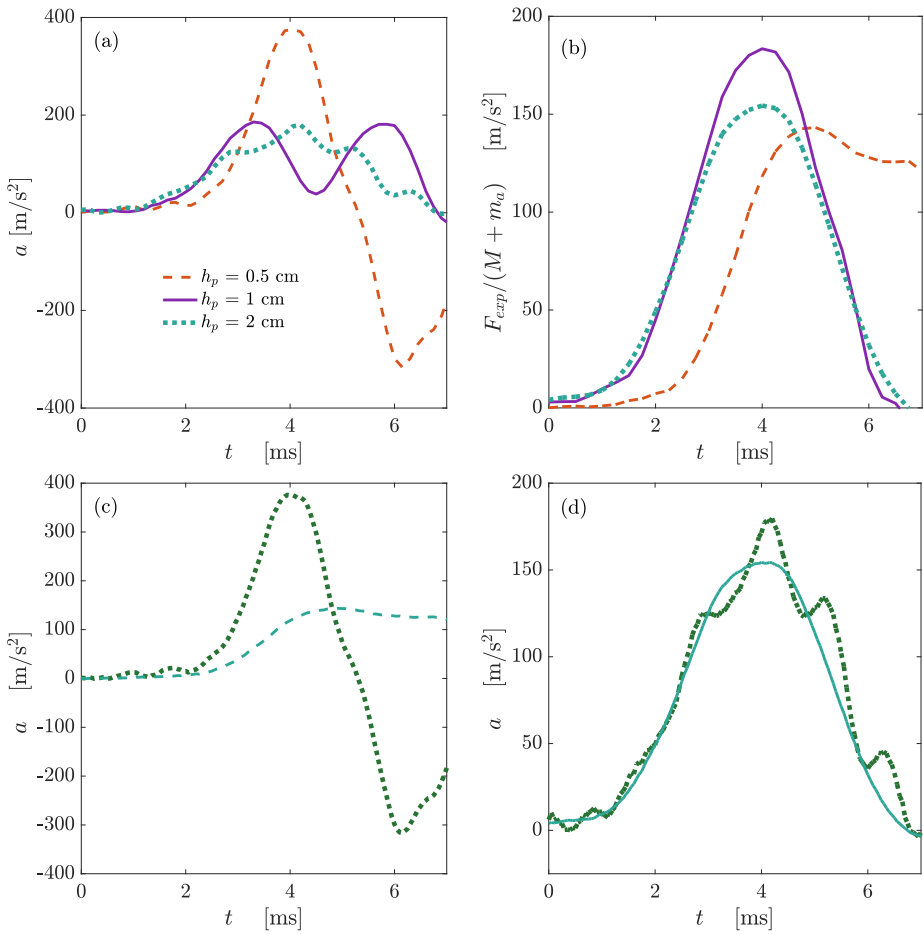 (a)
400
200
0
-200
-400
a [m/s²]
h_p = 0.5 cm
h_p = 1 cm
h_p = 2 cm
0 2 4 6
t [ms]
(b)
200
150
100
50
0
F_{exp}/(M + m_a) [m/s²]
0 2 4 6
t [ms]
(c)
400
300
200
100
0
-100
-200
-300
-400
a [m/s²]
0 2 4 6
t [ms]
(d)
200
150
100
50
0
a [m/s²]
0 2 4 6
t [ms]